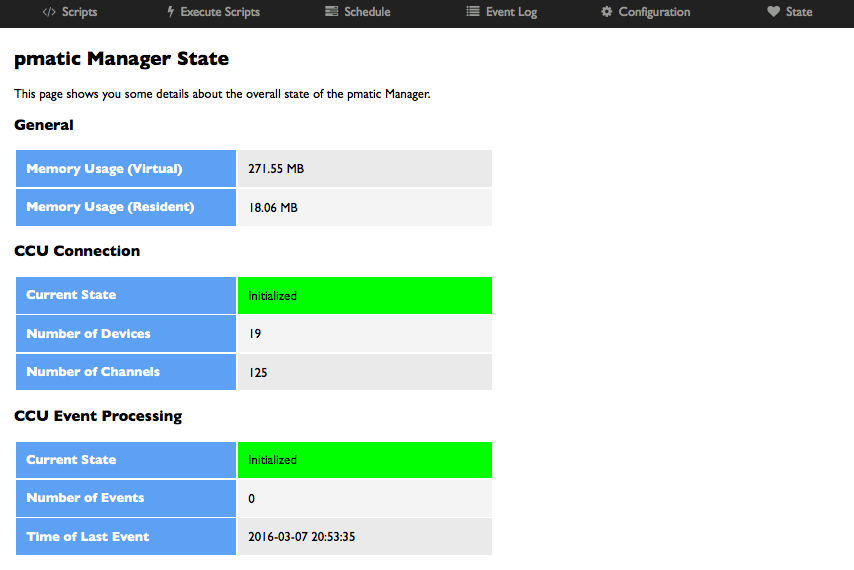 Scripts Execute Scripts Schedule Event Log Configuration State
pmatic Manager State
This page shows you some details about the overall state of the pmatic Manager.
General
Memory Usage (Virtual) 271.55 MB
Memory Usage (Resident) 18.06 MB
CCU Connection
Current State Initialized
Number of Devices 19
Number of Channels 125
CCU Event Processing
Current State Initialized
Number of Events 0
Time of Last Event 2016-03-07 20:53:35